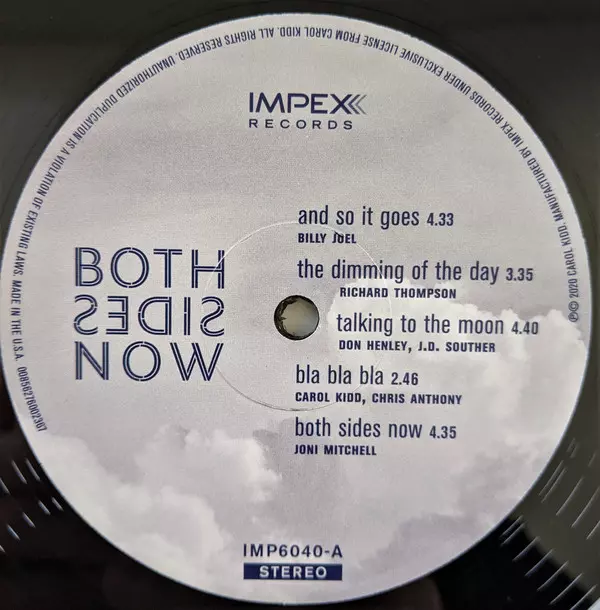 IMPEX
RECORDS
BOTH
SIDES
NOW
and so it goes 4.33
BILLY JOEL
the dimming of the day 3.35
RICHARD THOMPSON
talking to the moon 4.40
DON HENLEY, J.D. SOUTHER
bla bla bla 2.46
CAROL KIDD, CHRIS ANTHONY
both sides now 4.35
JONI MITCHELL
IMP6040-A
STEREO
℗© 2020 CAROL KIDD. MANUFACTURED BY IMPEX RECORDS UNDER EXCLUSIVE LICENSE FROM CAROL KIDD. ALL RIGHTS RESERVED. UNAUTHORIZED DUPLICATION IS A VIOLATION OF EXISTING LAWS. MADE IN THE U.S.A. 00856276002361